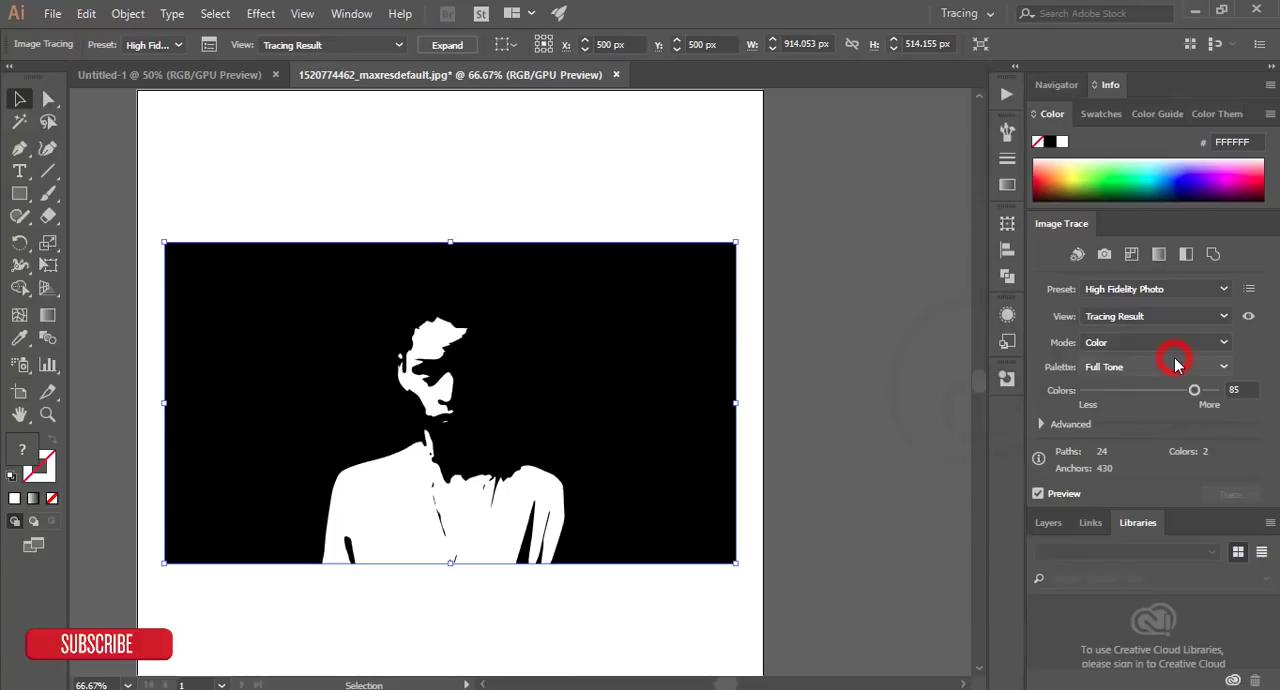 Ai File Edit Object Type Select Effect View Window Help Br St Tracing Search Adobe Stock
Image Tracing Preset: High Fid... View: Tracing Result Expand X: 500 px Y: 500 px W: 914.053 px H: 514.155 px
Untitled-1 @ 50% (RGB/GPU Preview) × 1520774462_maxresdefault.jpg* @ 66.67% (RGB/GPU Preview) ×
Navigator Info
Color Swatches Color Guide Color Them
# FFFFFF
Image Trace
Preset: High Fidelity Photo
View: Tracing Result
Mode: Color
Palette: Full Tone
Colors: 85
Less More
Advanced
Paths: 24 Colors: 2
Anchors: 430
Preview Trace
Layers Links Libraries
To use Creative Cloud Libraries,
please sign in to Creative Cloud
?
SUBSCRIBE
66.67% 1 Selection